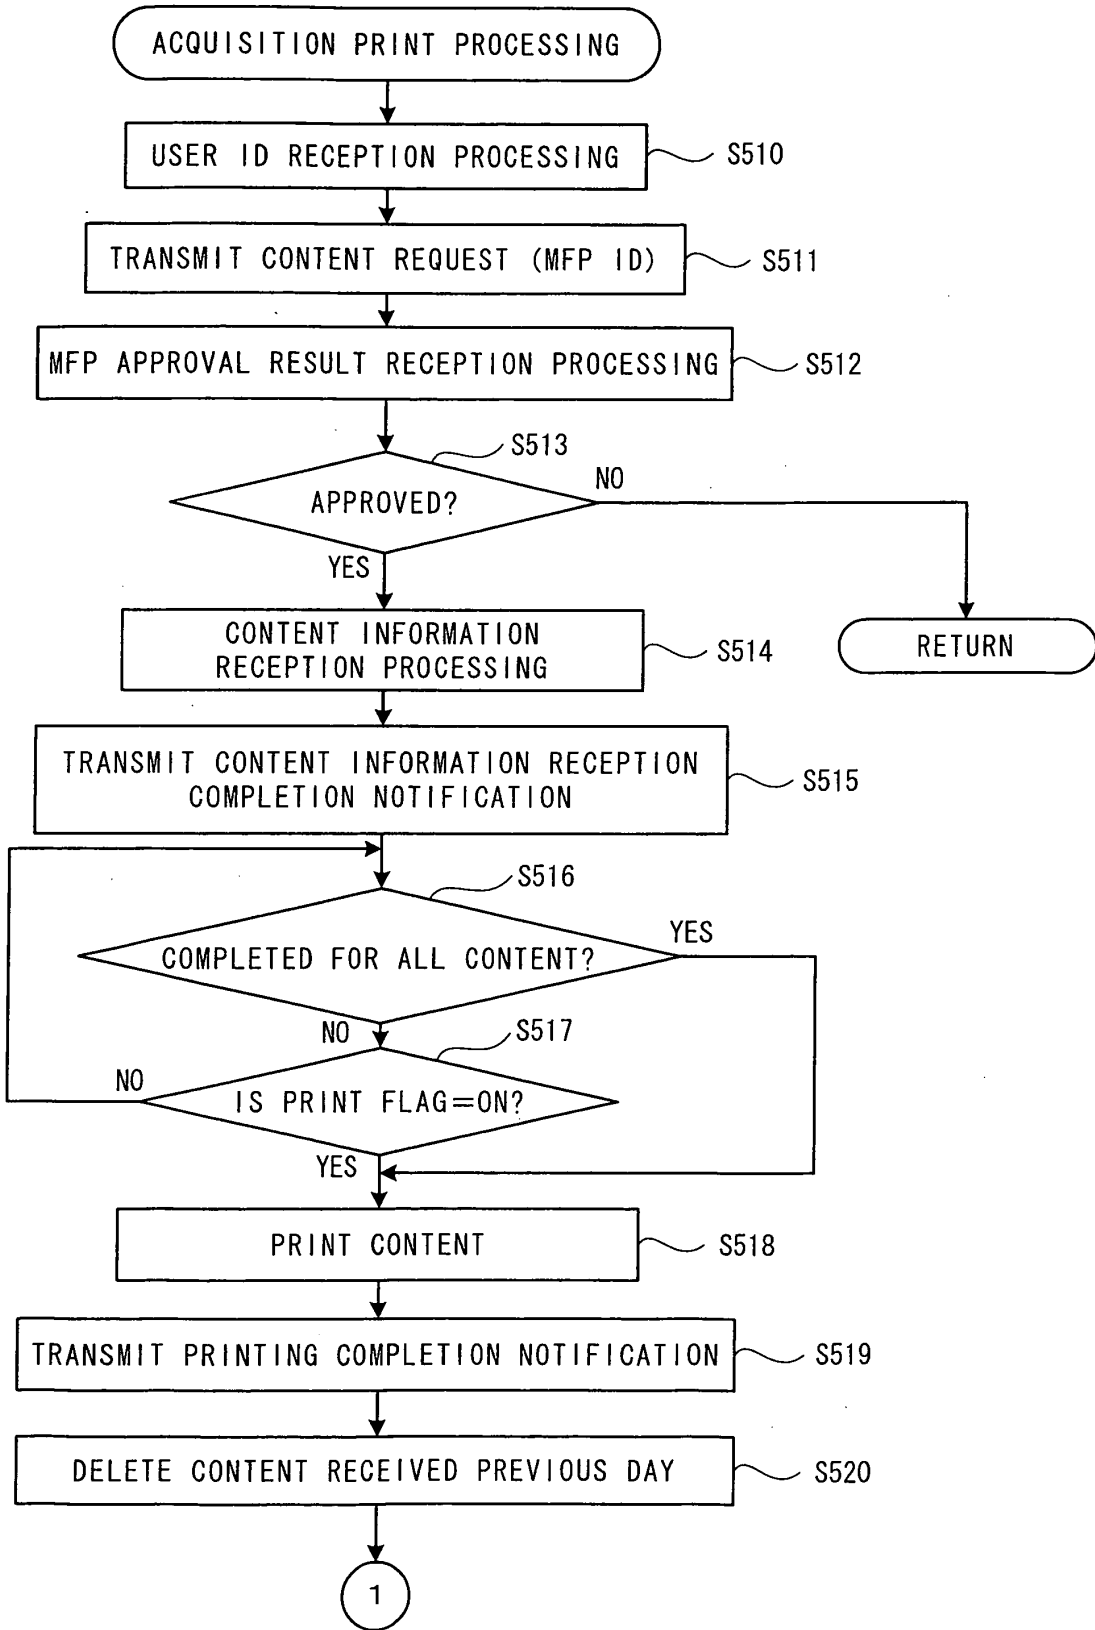 ACQUISITION PRINT PROCESSING
USER ID RECEPTION PROCESSING
S510
TRANSMIT CONTENT REQUEST (MFP ID)
S511
MFP APPROVAL RESULT RECEPTION PROCESSING
S512
S513
APPROVED?
NO
YES
CONTENT INFORMATION
RECEPTION PROCESSING
S514
RETURN
TRANSMIT CONTENT INFORMATION RECEPTION
COMPLETION NOTIFICATION
S515
S516
COMPLETED FOR ALL CONTENT?
YES
NO
S517
IS PRINT FLAG=ON?
NO
YES
PRINT CONTENT
S518
TRANSMIT PRINTING COMPLETION NOTIFICATION
S519
DELETE CONTENT RECEIVED PREVIOUS DAY
S520
1